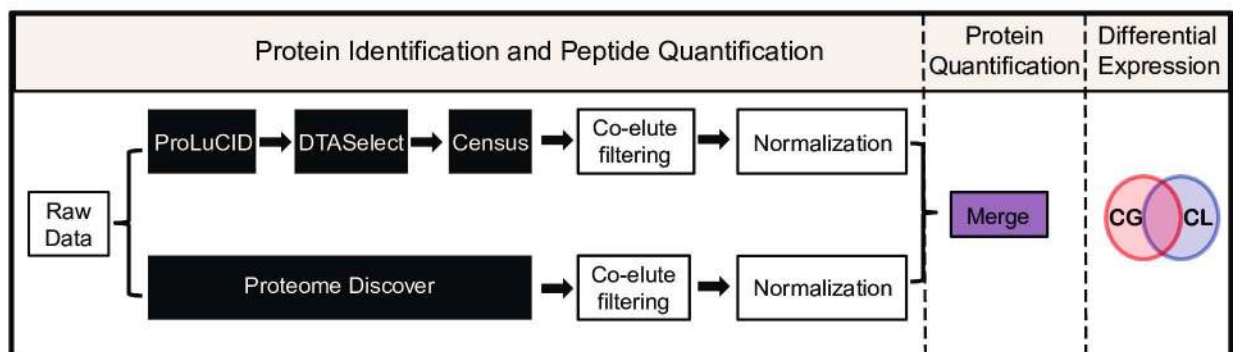 Protein Identification and Peptide Quantification
Protein
Quantification
Differential
Expression
ProLuCID
DTASelect
Census
Co-elute
filtering
Normalization
Raw
Data
Merge
CG
CL
Proteome Discover
Co-elute
filtering
Normalization